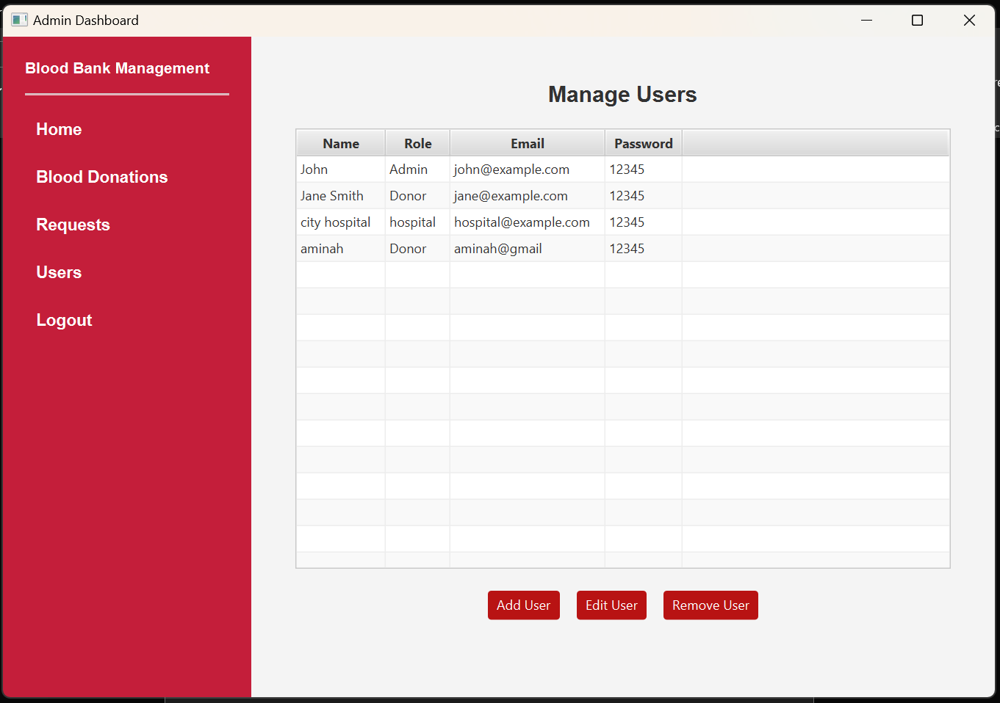 Admin Dashboard
Blood Bank Management
Home
Blood Donations
Requests
Users
Logout
Manage Users
Name Role Email Password
John Admin john@example.com 12345
Jane Smith Donor jane@example.com 12345
city hospital hospital hospital@example.com 12345
aminah Donor aminah@gmail 12345
Add User Edit User Remove User